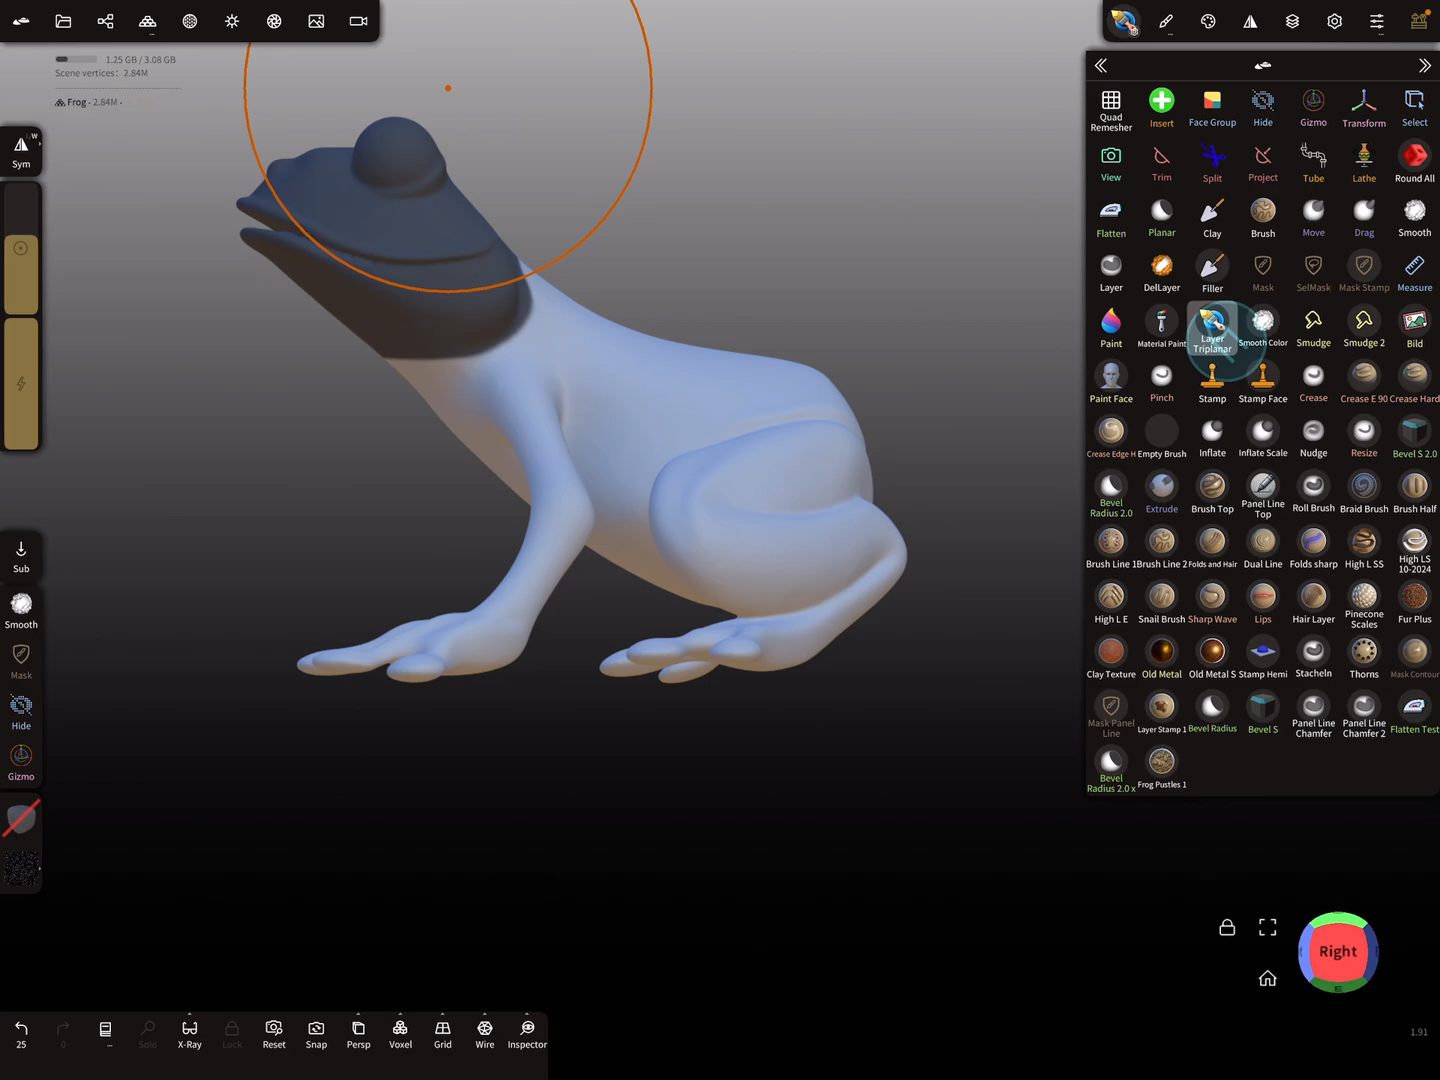 1.25 GB / 3.08 GB
Scene vertices: 2.84M
Frog • 2.84M •
Sym
Sub
Smooth
Mask
Hide
Gizmo
Quad Remesher
Insert
Face Group
Hide
Gizmo
Transform
Select
View
Trim
Split
Project
Tube
Lathe
Round All
Flatten
Planar
Clay
Brush
Move
Drag
Smooth
Layer
DelLayer
Filler
Mask
SelMask
Mask Stamp
Measure
Paint
Material Paint
Layer Triplanar
Smooth Color
Smudge
Smudge 2
Bild
Paint Face
Pinch
Stamp
Stamp Face
Crease
Crease E 90
Crease Hard
Crease Edge H
Empty Brush
Inflate
Inflate Scale
Nudge
Resize
Bevel S 2.0
Bevel Radius 2.0
Extrude
Brush Top
Panel Line Top
Roll Brush
Braid Brush
Brush Half
Brush Line 1
Brush Line 2
Folds and Hair
Dual Line
Folds sharp
High L SS
High LS 10-2024
High L E
Snail Brush
Sharp Wave
Lips
Hair Layer
Pinecone Scales
Fur Plus
Clay Texture
Old Metal
Old Metal S
Stamp Hemi
Stacheln
Thorns
Mask Contour
Mask Panel Line
Layer Stamp 1
Bevel Radius
Bevel S
Panel Line Chamfer
Panel Line Chamfer 2
Flatten Test
Bevel Radius 2.0 x
Frog Pustles 1
Right
25
0
...
Solo
X-Ray
Lock
Reset
Snap
Persp
Voxel
Grid
Wire
Inspector
1.91